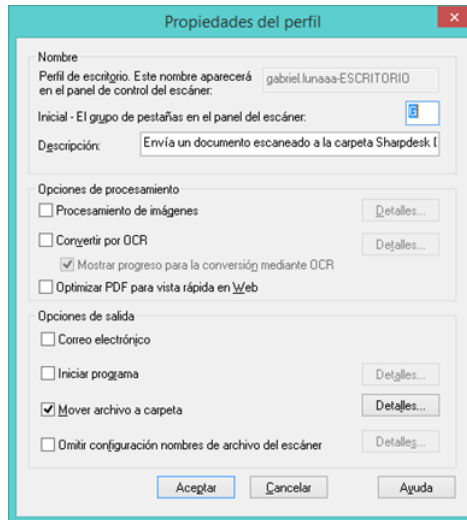 Propiedades del perfil
Nombre
Perfil de escritorio. Este nombre aparecerá
en el panel de control del escáner:
gabriel.lunaaa-ESCRITORIO
Inicial - El grupo de pestañas en el panel del escáner:
G
Descripción:
Envía un documento escaneado a la carpeta Sharpdesk D
Opciones de procesamiento
Procesamiento de imágenes
Detalles...
Convertir por OCR
Detalles...
Mostrar progreso para la conversión mediante OCR
Optimizar PDF para vista rápida en Web
Opciones de salida
Correo electrónico
Iniciar programa
Detalles...
Mover archivo a carpeta
Detalles...
Omitir configuración nombres de archivo del escáner
Detalles...
Aceptar
Cancelar
Ayuda